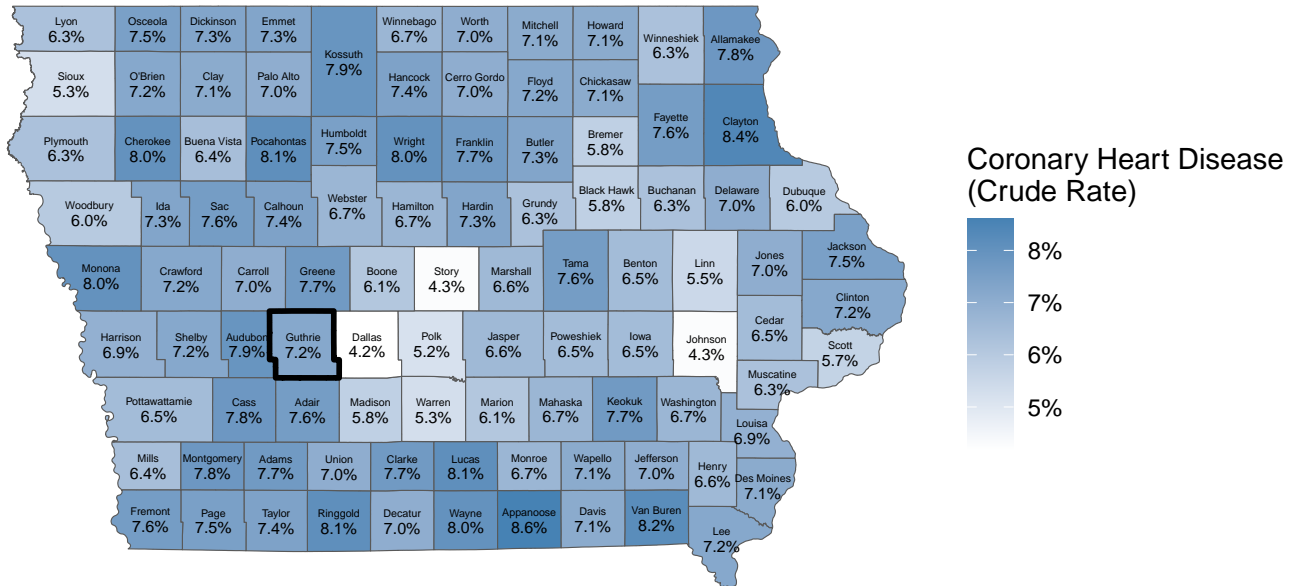 Lyon Osceola Dickinson Emmet Winnebago Worth Mitchell Howard Allamakee
6.3% 7.5% 7.3% 7.3% 6.7% 7.0% 7.1% 7.1% 7.8%
Kossuth Winneshiek
7.9% 6.3%
Sioux O'Brien Clay Palo Alto Hancock Cerro Gordo Floyd Chickasaw
5.3% 7.2% 7.1% 7.0% 7.4% 7.0% 7.2% 7.1%
Fayette Clayton
7.6% 8.4%
Plymouth Cherokee Buena Vista Pocahontas Humboldt Wright Franklin Butler Bremer
6.3% 8.0% 6.4% 8.1% 7.5% 8.0% 7.7% 7.3% 5.8%
Woodbury Ida Sac Calhoun Webster Hamilton Hardin Grundy Black Hawk Buchanan Delaware Dubuque
6.0% 7.3% 7.6% 7.4% 6.7% 6.7% 7.3% 6.3% 5.8% 6.3% 7.0% 6.0%
Monona Crawford Carroll Greene Boone Story Marshall Tama Benton Linn Jones Jackson
8.0% 7.2% 7.0% 7.7% 6.1% 4.3% 6.6% 7.6% 6.5% 5.5% 7.0% 7.5%
Clinton
7.2%
Harrison Shelby Audubon Guthrie Dallas Polk Jasper Poweshiek Iowa Johnson Cedar Scott
6.9% 7.2% 7.9% 7.2% 4.2% 5.2% 6.6% 6.5% 6.5% 4.3% 6.5% 5.7%
Muscatine
6.3%
Pottawattamie Cass Adair Madison Warren Marion Mahaska Keokuk Washington
6.5% 7.8% 7.6% 5.8% 5.3% 6.1% 6.7% 7.7% 6.7%
Louisa
6.9%
Mills Montgomery Adams Union Clarke Lucas Monroe Wapello Jefferson Henry Des Moines
6.4% 7.8% 7.7% 7.0% 7.7% 8.1% 6.7% 7.1% 7.0% 6.6% 7.1%
Fremont Page Taylor Ringgold Decatur Wayne Appanoose Davis Van Buren Lee
7.6% 7.5% 7.4% 8.1% 7.0% 8.0% 8.6% 7.1% 8.2% 7.2%
Coronary Heart Disease
(Crude Rate)
8%
7%
6%
5%